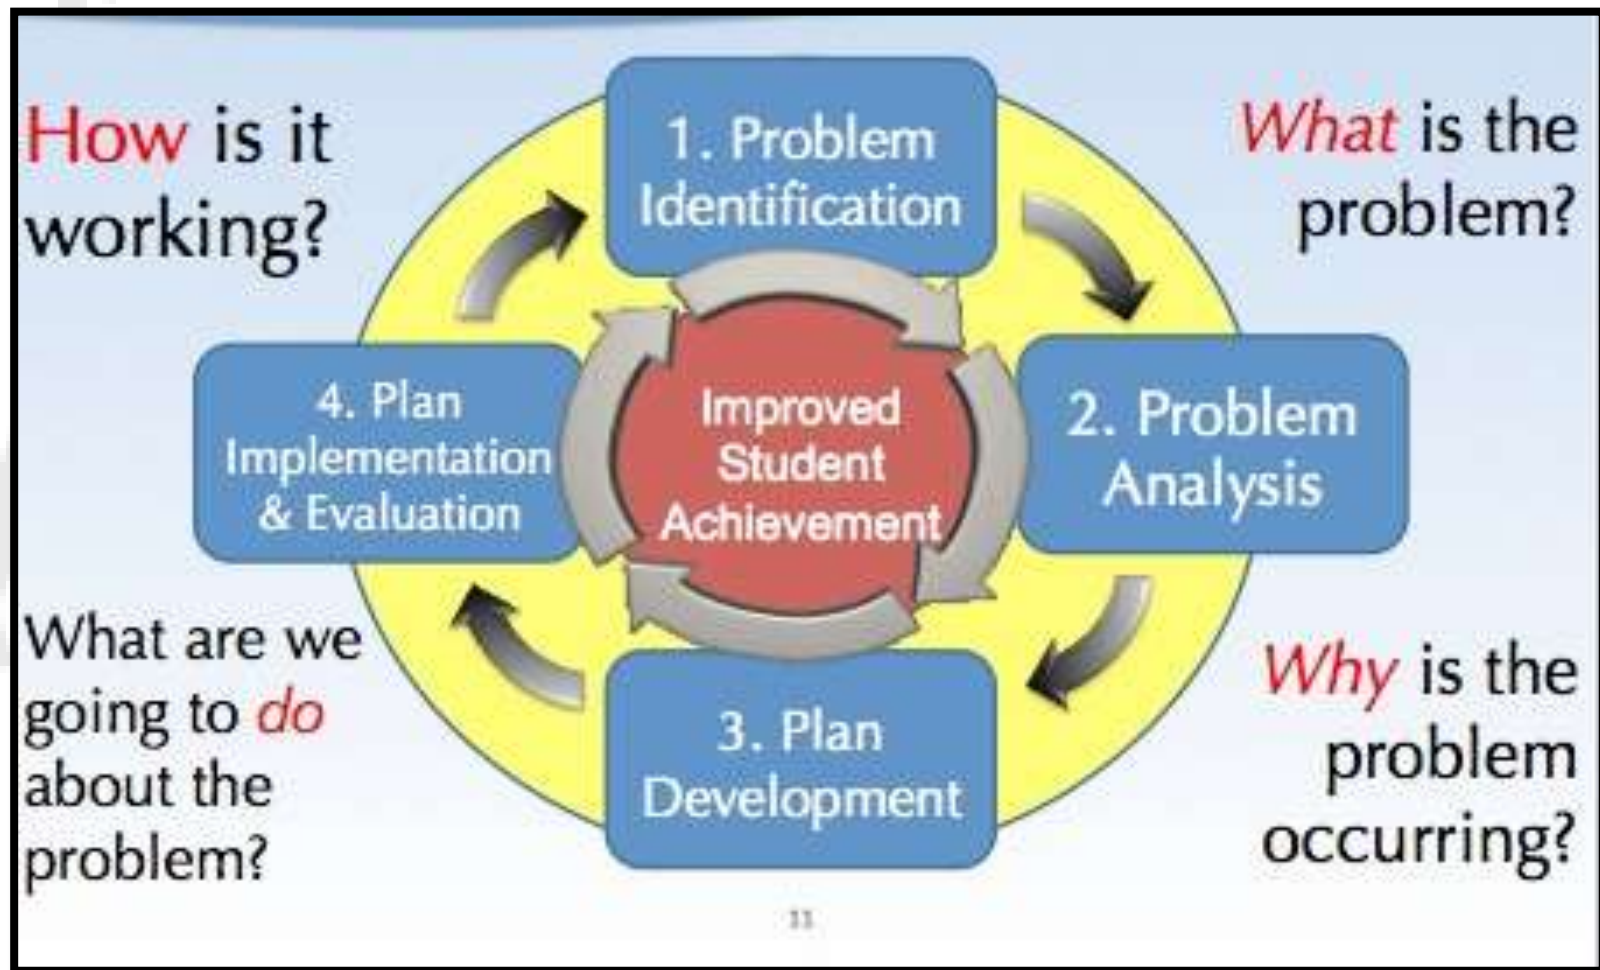 How is it
working?
1. Problem
Identification
What is the
problem?
2. Problem
Analysis
Why is the
problem
occurring?
3. Plan
Development
What are we
going to do
about the
problem?
4. Plan
Implementation
& Evaluation
Improved
Student
Achievement
11